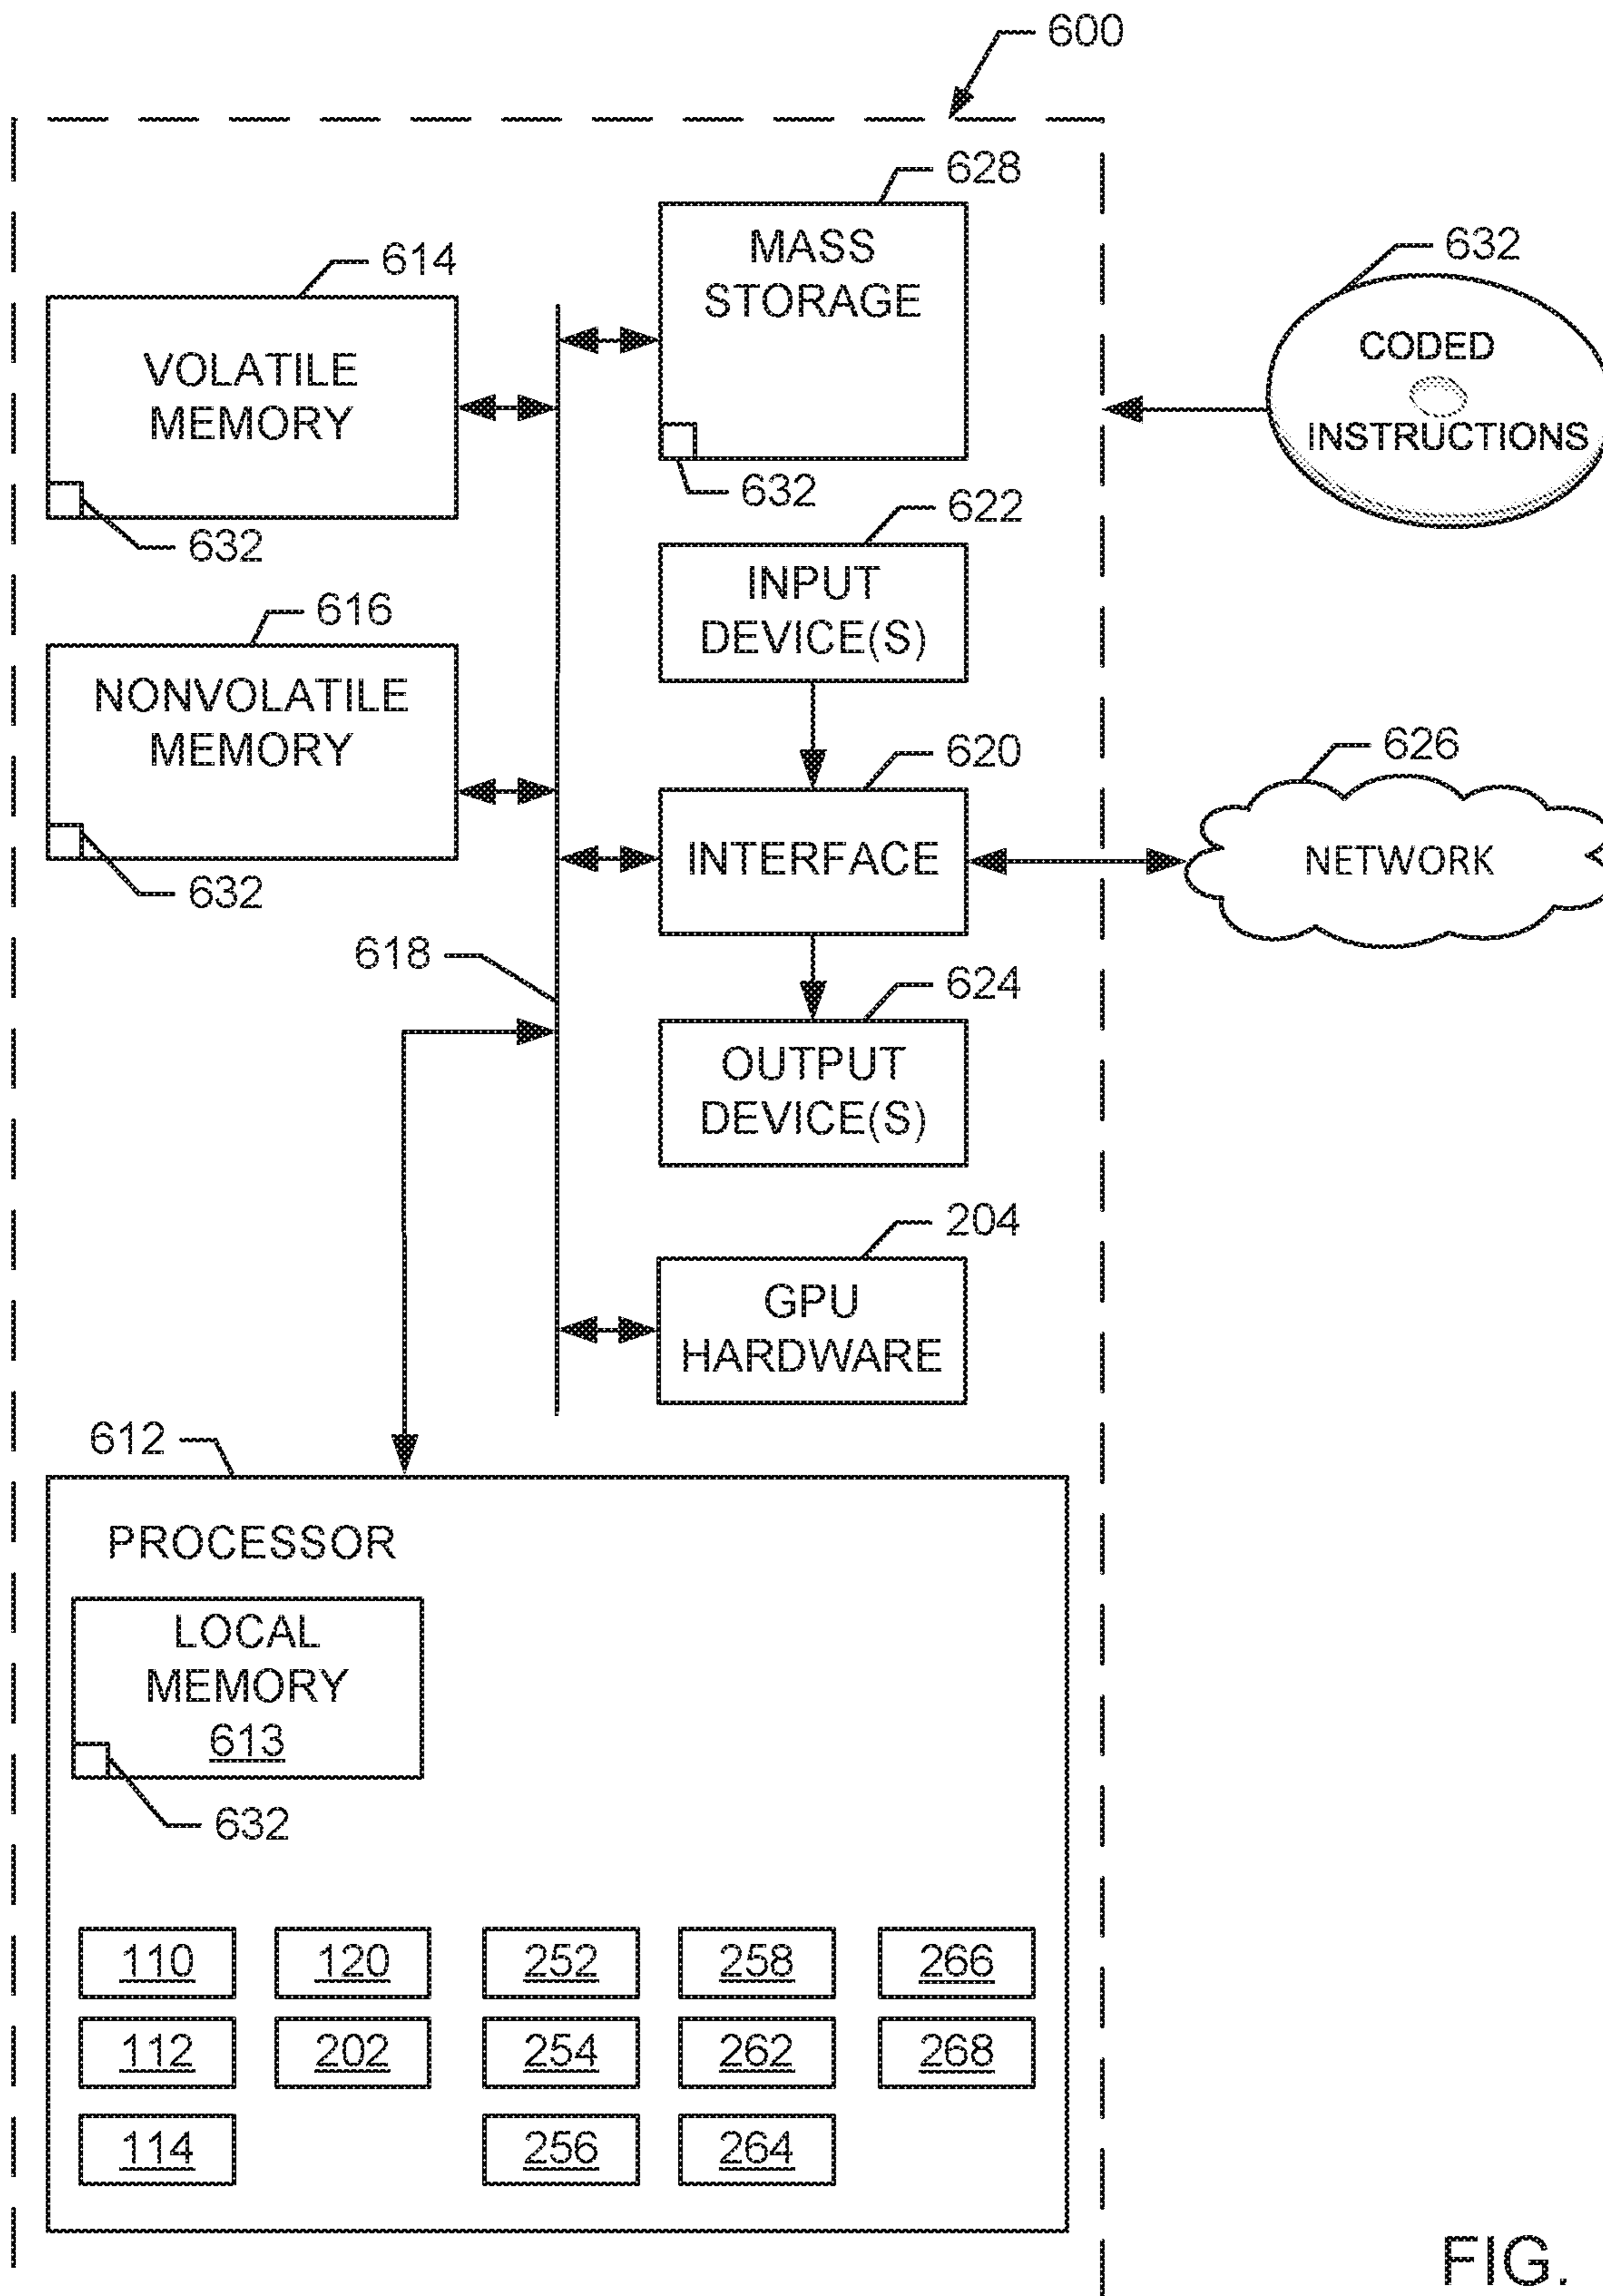 600
628
MASS
STORAGE
632
614
VOLATILE
MEMORY
632
632
CODED
INSTRUCTIONS
622
INPUT
DEVICE(S)
616
NONVOLATILE
MEMORY
632
620
INTERFACE
626
NETWORK
618
624
OUTPUT
DEVICE(S)
204
GPU
HARDWARE
612
PROCESSOR
LOCAL
MEMORY
613
632
110 120 252 258 266
112 202 254 262 268
114 256 264
FIG.